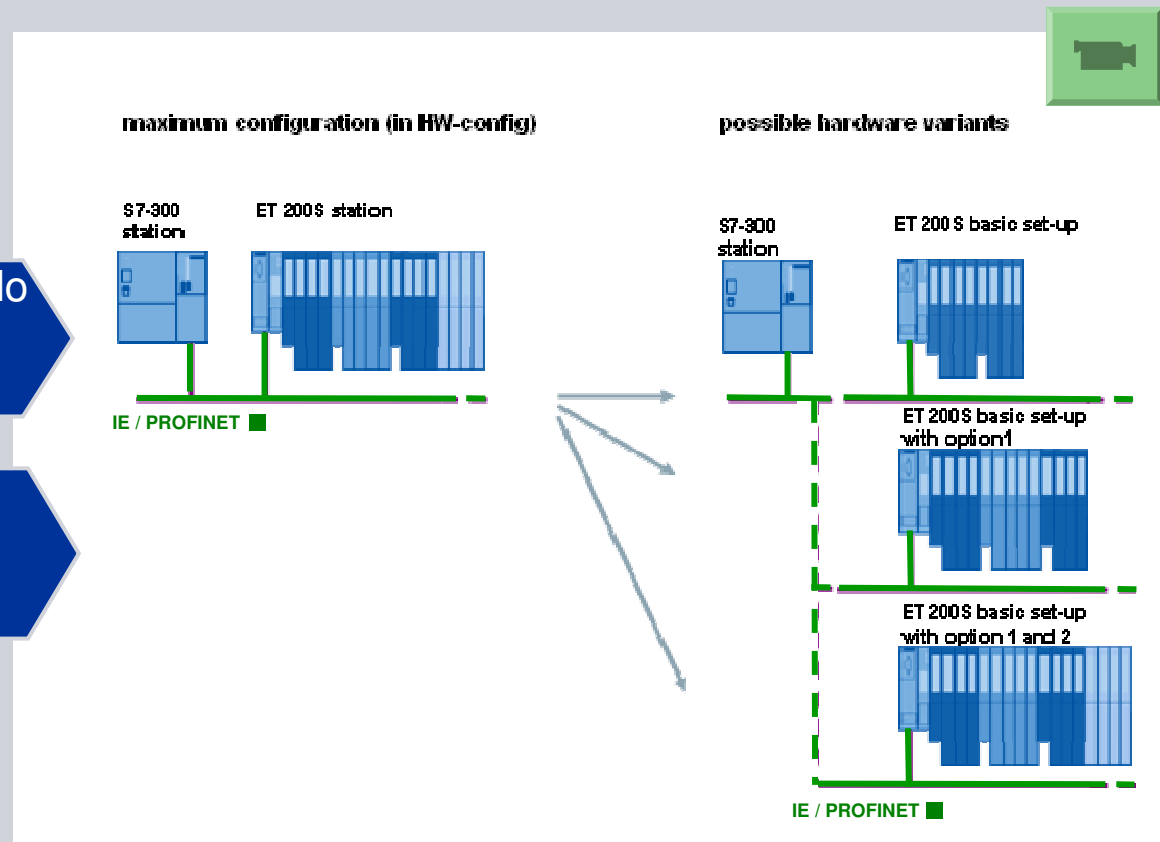 maximum configuration (in HW-config)
possible hardware variants
S7-300
station
ET 200S station
S7-300
station
ET 200S basic set-up
lo
IE / PROFINET
ET 200S basic set-up
with option1
ET 200S basic set-up
with option 1 and 2
IE / PROFINET